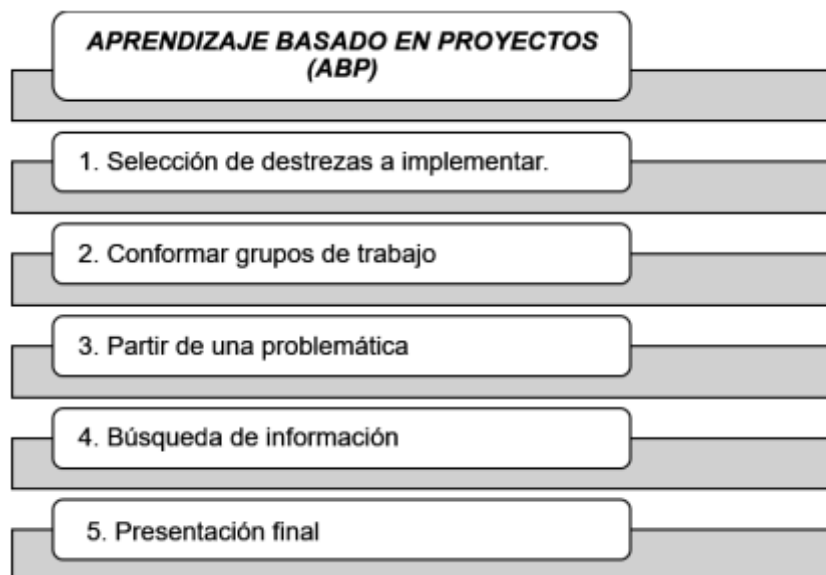 APRENDIZAJE BASADO EN PROYECTOS
(ABP)
1. Selección de destrezas a implementar.
2. Conformar grupos de trabajo
3. Partir de una problemática
4. Búsqueda de información
5. Presentación final